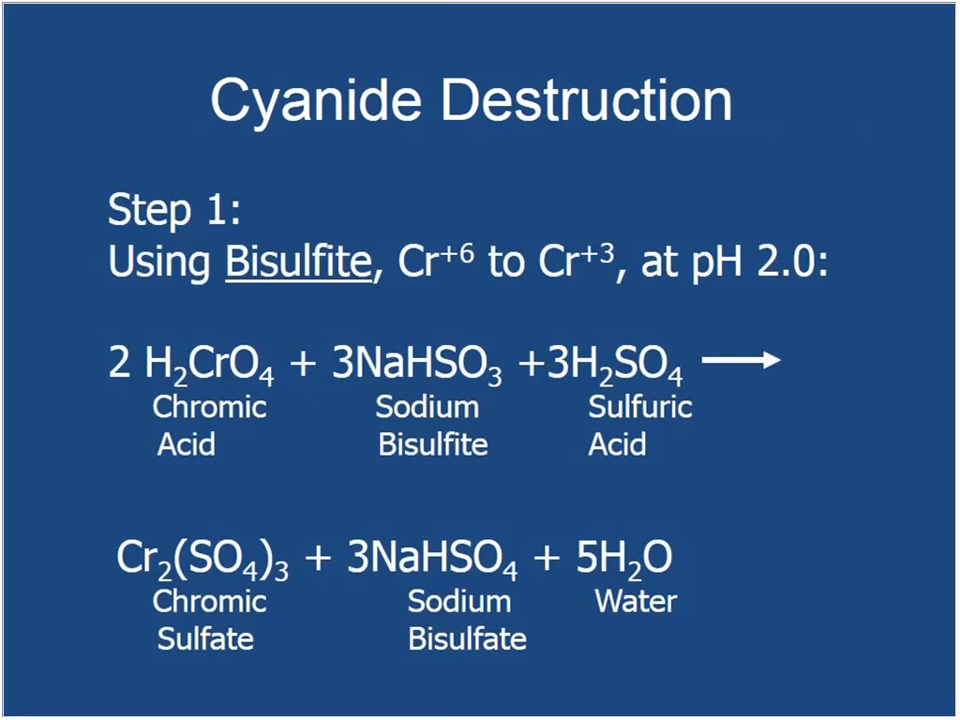 Cyanide Destruction
Step 1:
Using Bisulfite, Cr⁺⁶ to Cr⁺³, at pH 2.0:
2 H₂CrO₄ + 3NaHSO₃ +3H₂SO₄ ⟶
Chromic Sodium Sulfuric
Acid Bisulfite Acid
Cr₂(SO₄)₃ + 3NaHSO₄ + 5H₂O
Chromic Sodium Water
Sulfate Bisulfate